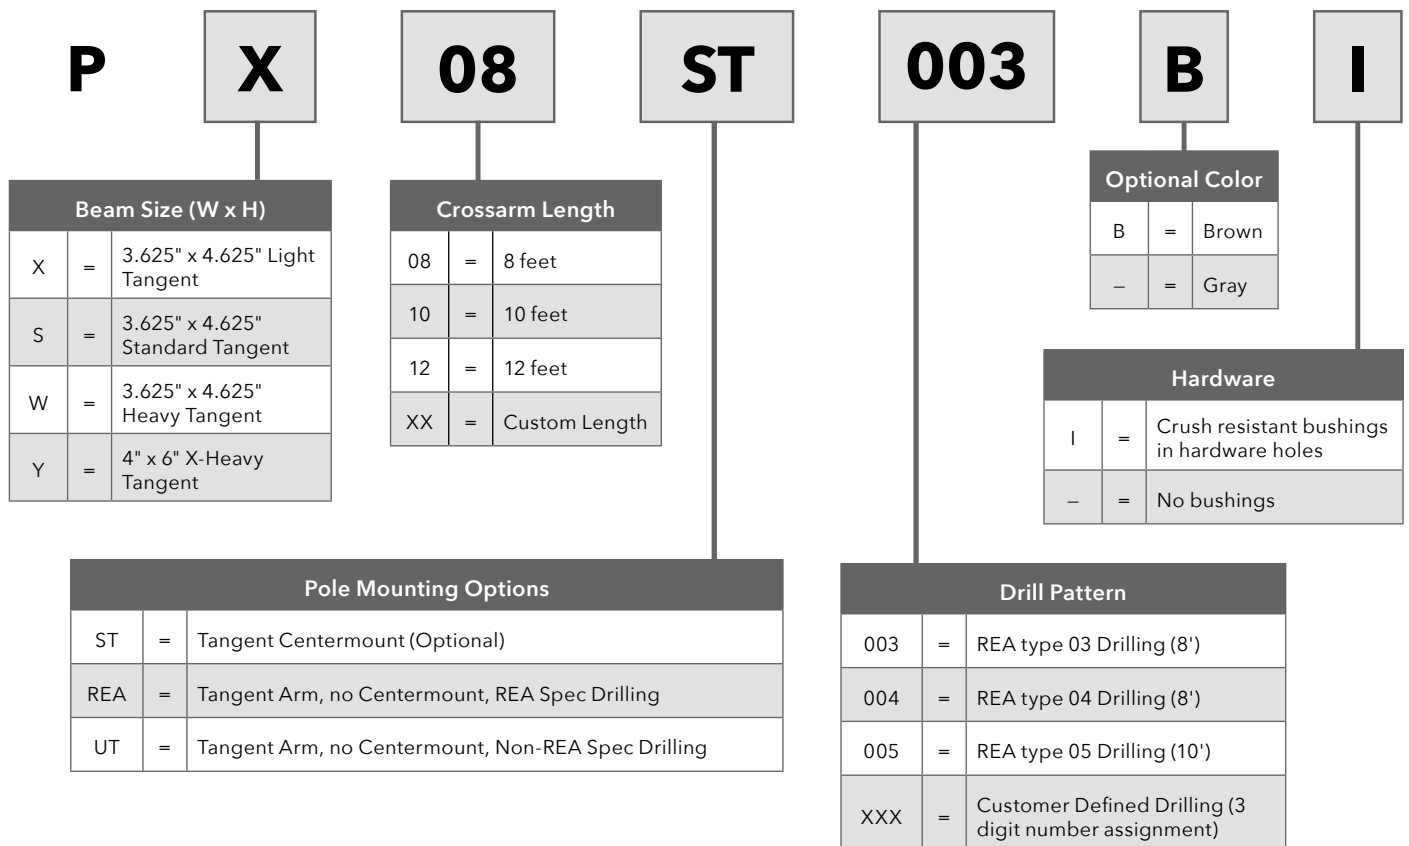 P X 08 ST 003 B I
Beam Size (W x H)
X = 3.625" x 4.625" Light
Tangent
S = 3.625" x 4.625"
Standard Tangent
W = 3.625" x 4.625"
Heavy Tangent
Y = 4" x 6" X-Heavy
Tangent
Crossarm Length
08 = 8 feet
10 = 10 feet
12 = 12 feet
XX = Custom Length
Optional Color
B = Brown
– = Gray
Hardware
I = Crush resistant bushings
in hardware holes
– = No bushings
Pole Mounting Options
ST = Tangent Centermount (Optional)
REA = Tangent Arm, no Centermount, REA Spec Drilling
UT = Tangent Arm, no Centermount, Non-REA Spec Drilling
Drill Pattern
003 = REA type 03 Drilling (8')
004 = REA type 04 Drilling (8')
005 = REA type 05 Drilling (10')
XXX = Customer Defined Drilling (3
digit number assignment)